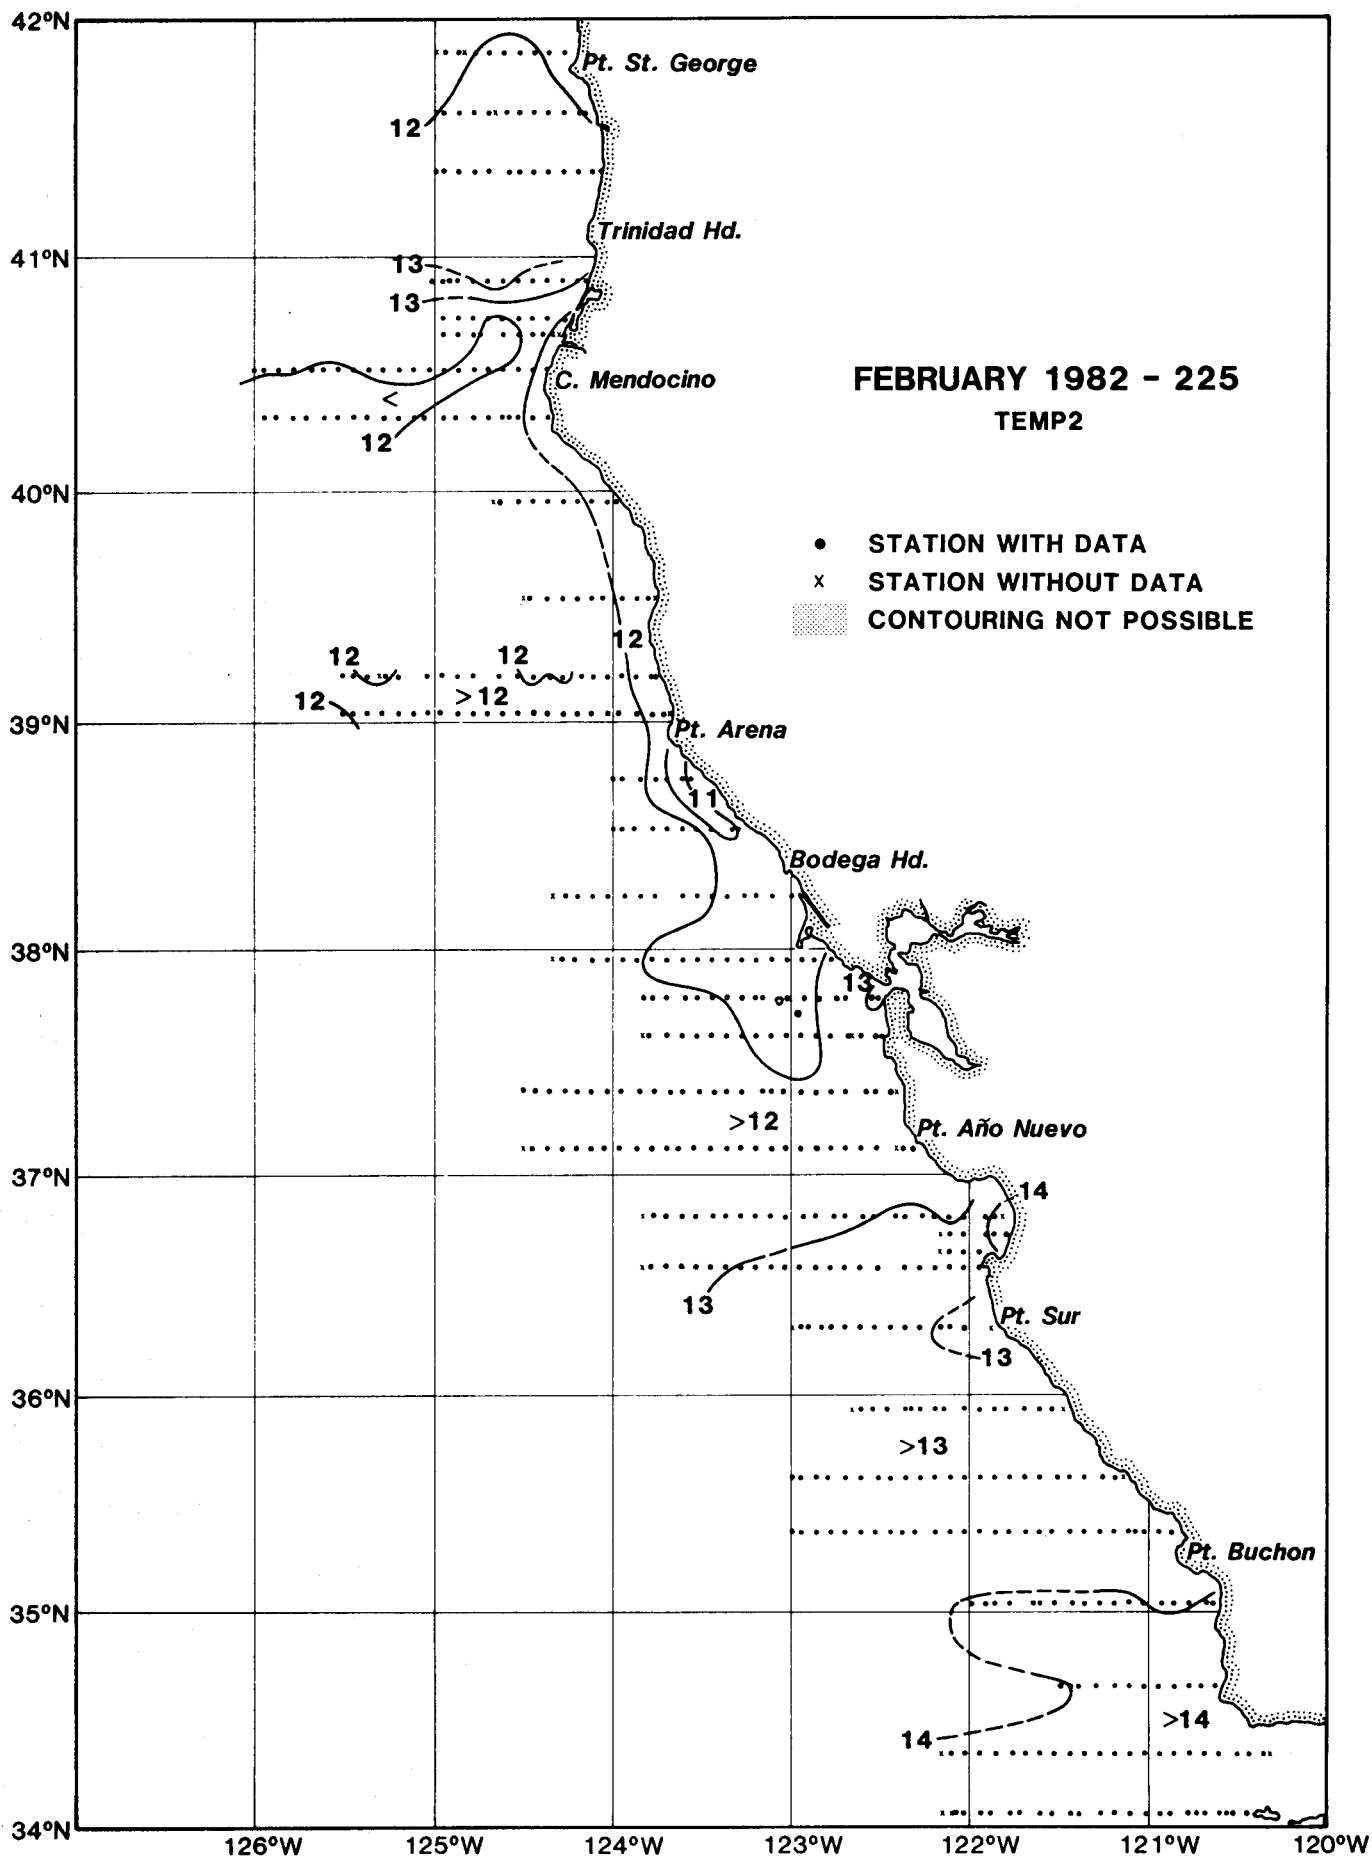 42°N
Pt. St. George
12
Trinidad Hd.
41°N
13
13
C. Mendocino
FEBRUARY 1982 - 225
TEMP2
<
12
40°N
• STATION WITH DATA
x STATION WITHOUT DATA
CONTOURING NOT POSSIBLE
12
12
12
12
>12
39°N
Pt. Arena
11
Bodega Hd.
38°N
13
>12
Pt. Año Nuevo
37°N
14
13
Pt. Sur
13
36°N
>13
Pt. Buchon
35°N
>14
14
34°N
126°W 125°W 124°W 123°W 122°W 121°W 120°W